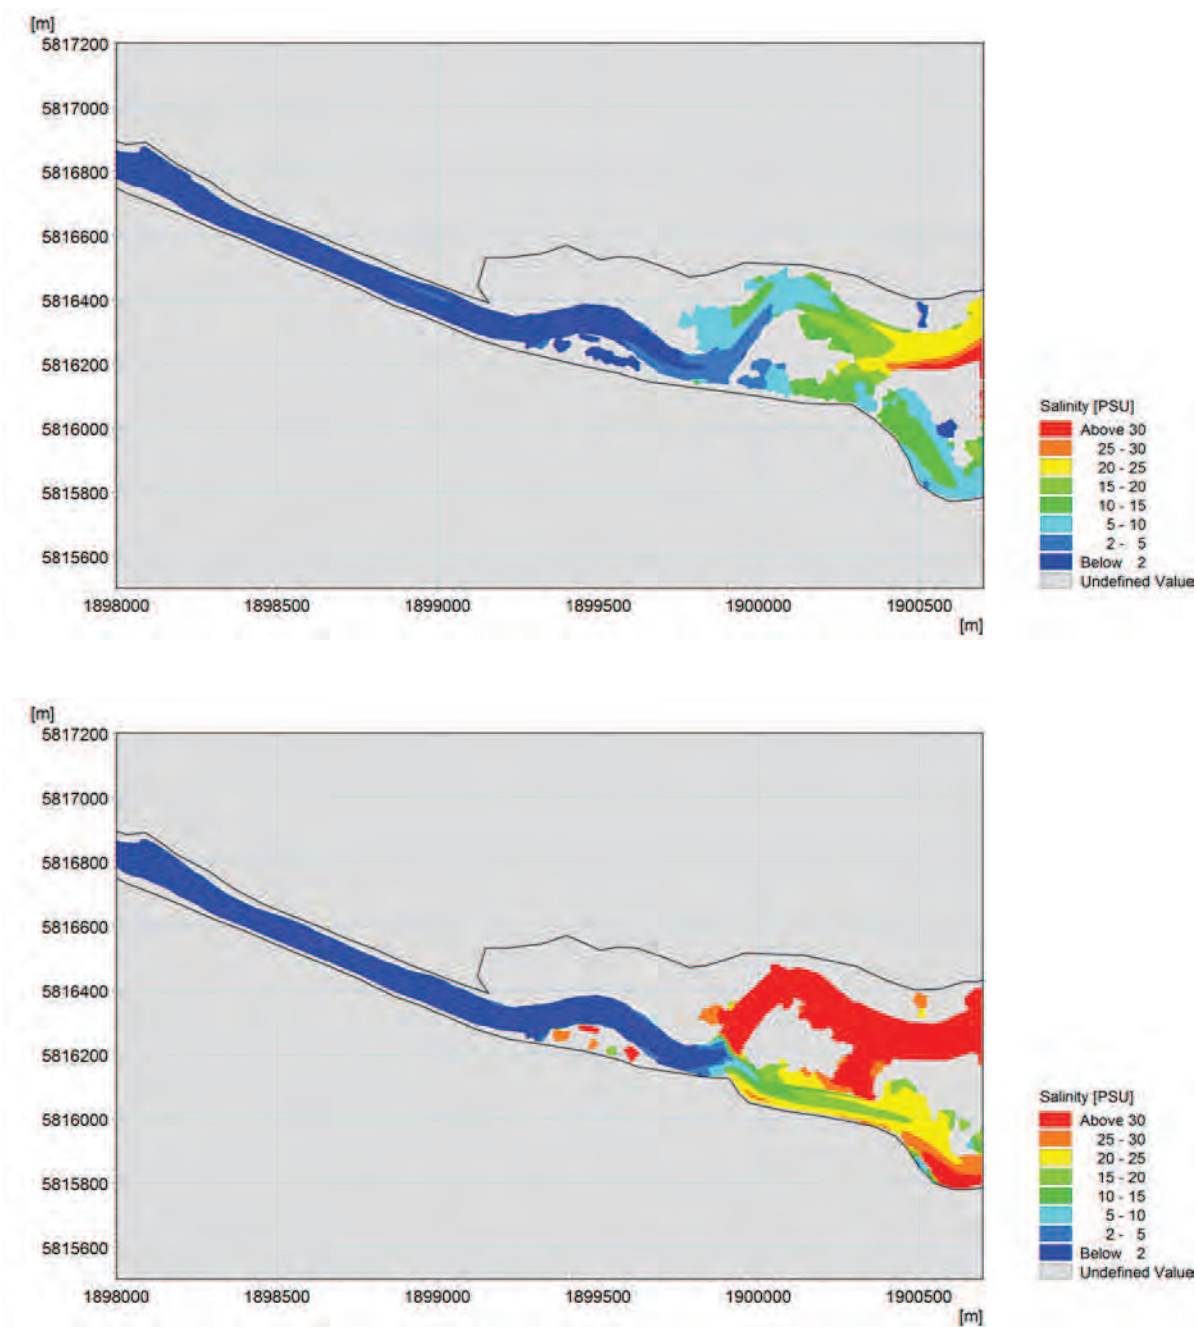 [m]
5817200
5817000
5816800
5816600
5816400
5816200
5816000
5815800
5815600
1898000 1898500 1899000 1899500 1900000 1900500
[m]
Salinity [PSU]
Above 30
25 - 30
20 - 25
15 - 20
10 - 15
5 - 10
2 - 5
Below 2
Undefined Value
[m]
5817200
5817000
5816800
5816600
5816400
5816200
5816000
5815800
5815600
1898000 1898500 1899000 1899500 1900000 1900500
[m]
Salinity [PSU]
Above 30
25 - 30
20 - 25
15 - 20
10 - 15
5 - 10
2 - 5
Below 2
Undefined Value